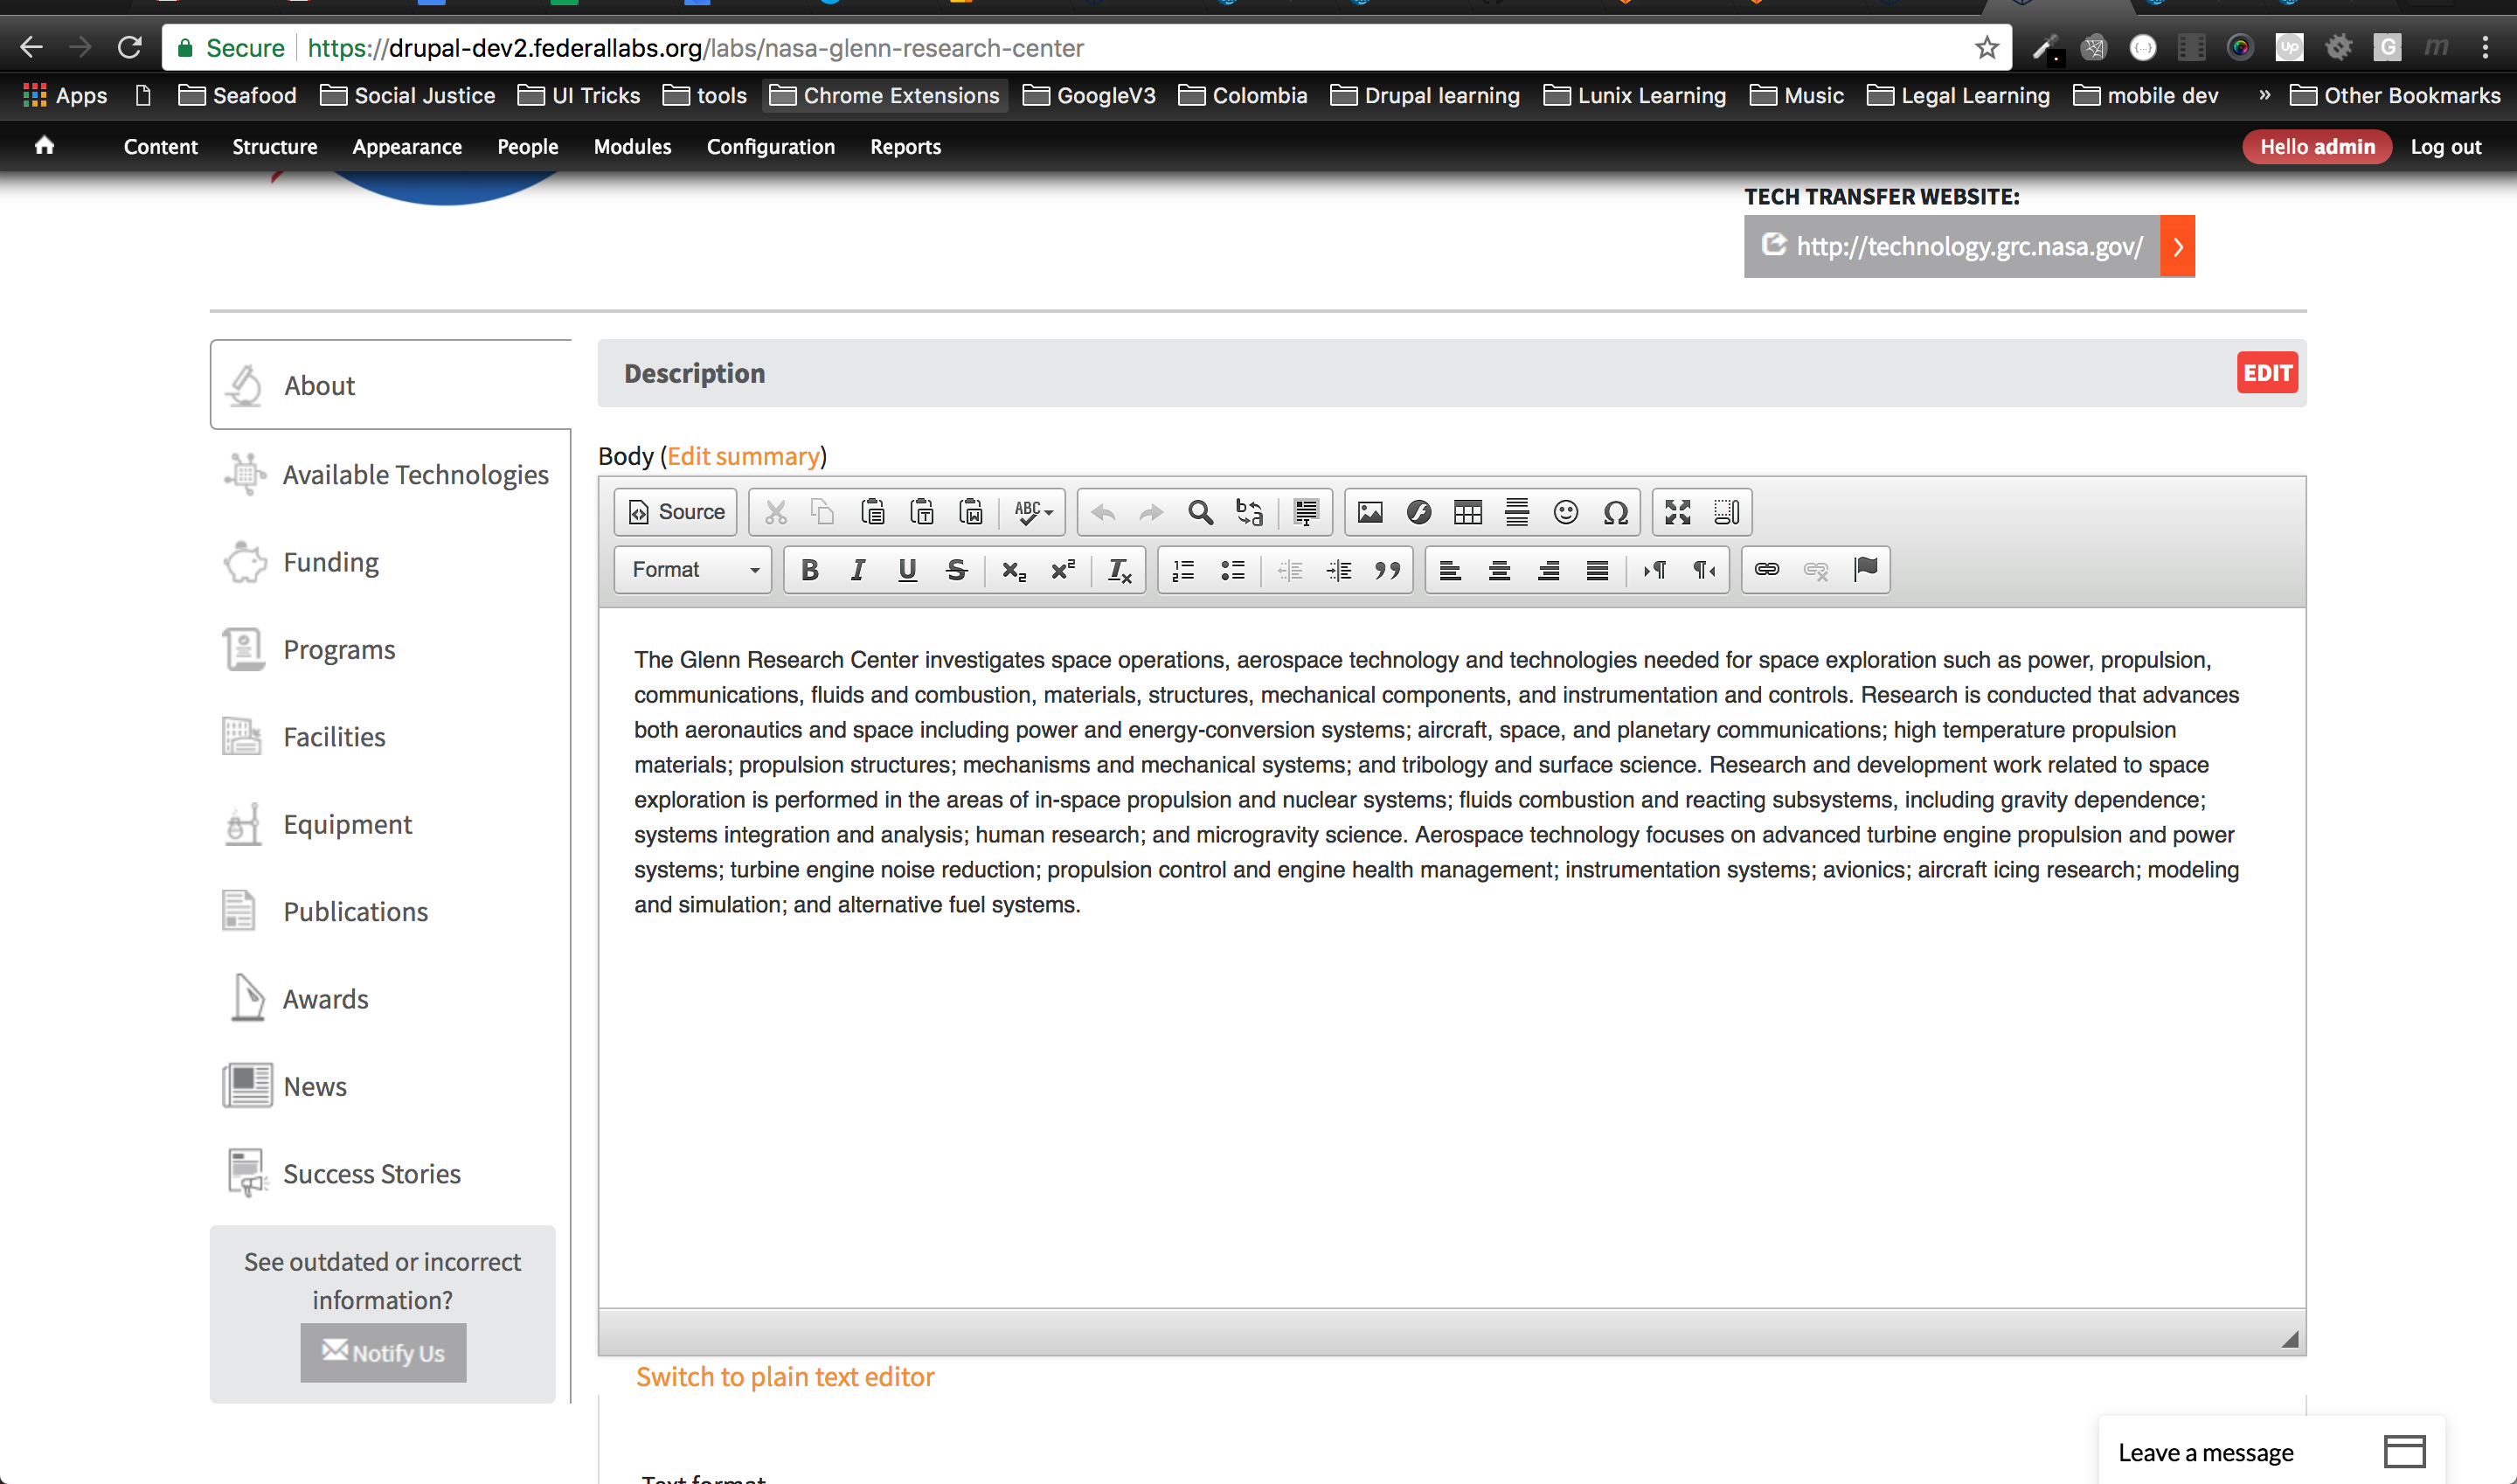 Secure https://drupal-dev2.federallabs.org/labs/nasa-glenn-research-center
Apps Seafood Social Justice UI Tricks tools Chrome Extensions GoogleV3 Colombia Drupal learning Lunix Learning Music Legal Learning mobile dev » Other Bookmarks
Content Structure Appearance People Modules Configuration Reports Hello admin Log out
TECH TRANSFER WEBSITE:
http://technology.grc.nasa.gov/
About
Available Technologies
Funding
Programs
Facilities
Equipment
Publications
Awards
News
Success Stories
See outdated or incorrect
information?
Notify Us
Description
EDIT
Body (Edit summary)
Source ABC
Format B I U S x₂ x² Tx
The Glenn Research Center investigates space operations, aerospace technology and technologies needed for space exploration such as power, propulsion,
communications, fluids and combustion, materials, structures, mechanical components, and instrumentation and controls. Research is conducted that advances
both aeronautics and space including power and energy-conversion systems; aircraft, space, and planetary communications; high temperature propulsion
materials; propulsion structures; mechanisms and mechanical systems; and tribology and surface science. Research and development work related to space
exploration is performed in the areas of in-space propulsion and nuclear systems; fluids combustion and reacting subsystems, including gravity dependence;
systems integration and analysis; human research; and microgravity science. Aerospace technology focuses on advanced turbine engine propulsion and power
systems; turbine engine noise reduction; propulsion control and engine health management; instrumentation systems; avionics; aircraft icing research; modeling
and simulation; and alternative fuel systems.
Switch to plain text editor
Text format
Leave a message